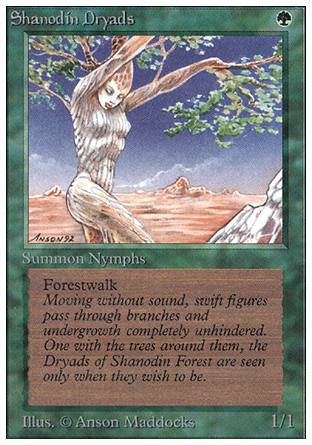 Shanodin Dryads
ANSON92
Summon Nymphs
Forestwalk
Moving without sound, swift figures
pass through branches and
undergrowth completely unhindered.
One with the trees around them, the
Dryads of Shanodin Forest are seen
only when they wish to be.
Illus. © Anson Maddocks
1/1